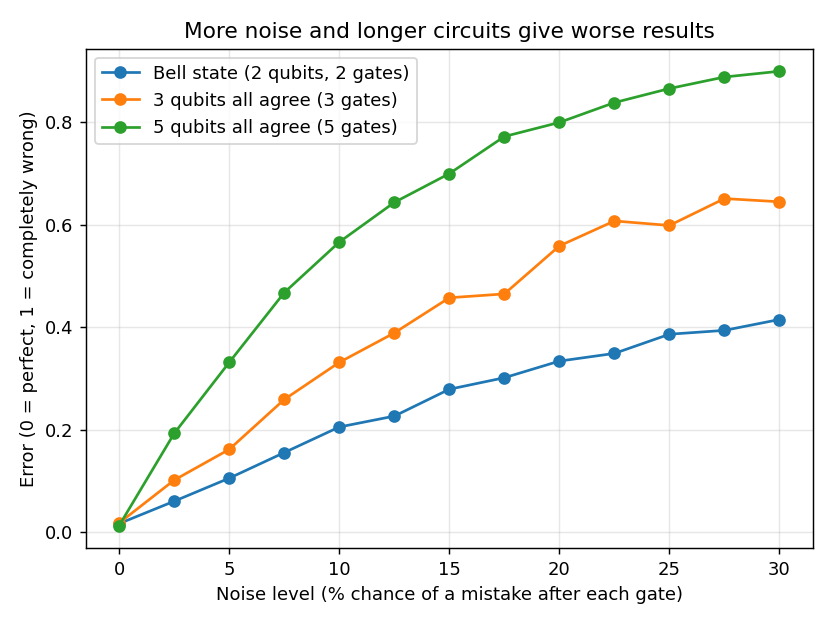 More noise and longer circuits give worse results
Bell state (2 qubits, 2 gates)
3 qubits all agree (3 gates)
5 qubits all agree (5 gates)
Error (0 = perfect, 1 = completely wrong)
0.8
0.6
0.4
0.2
0.0
0 5 10 15 20 25 30
Noise level (% chance of a mistake after each gate)